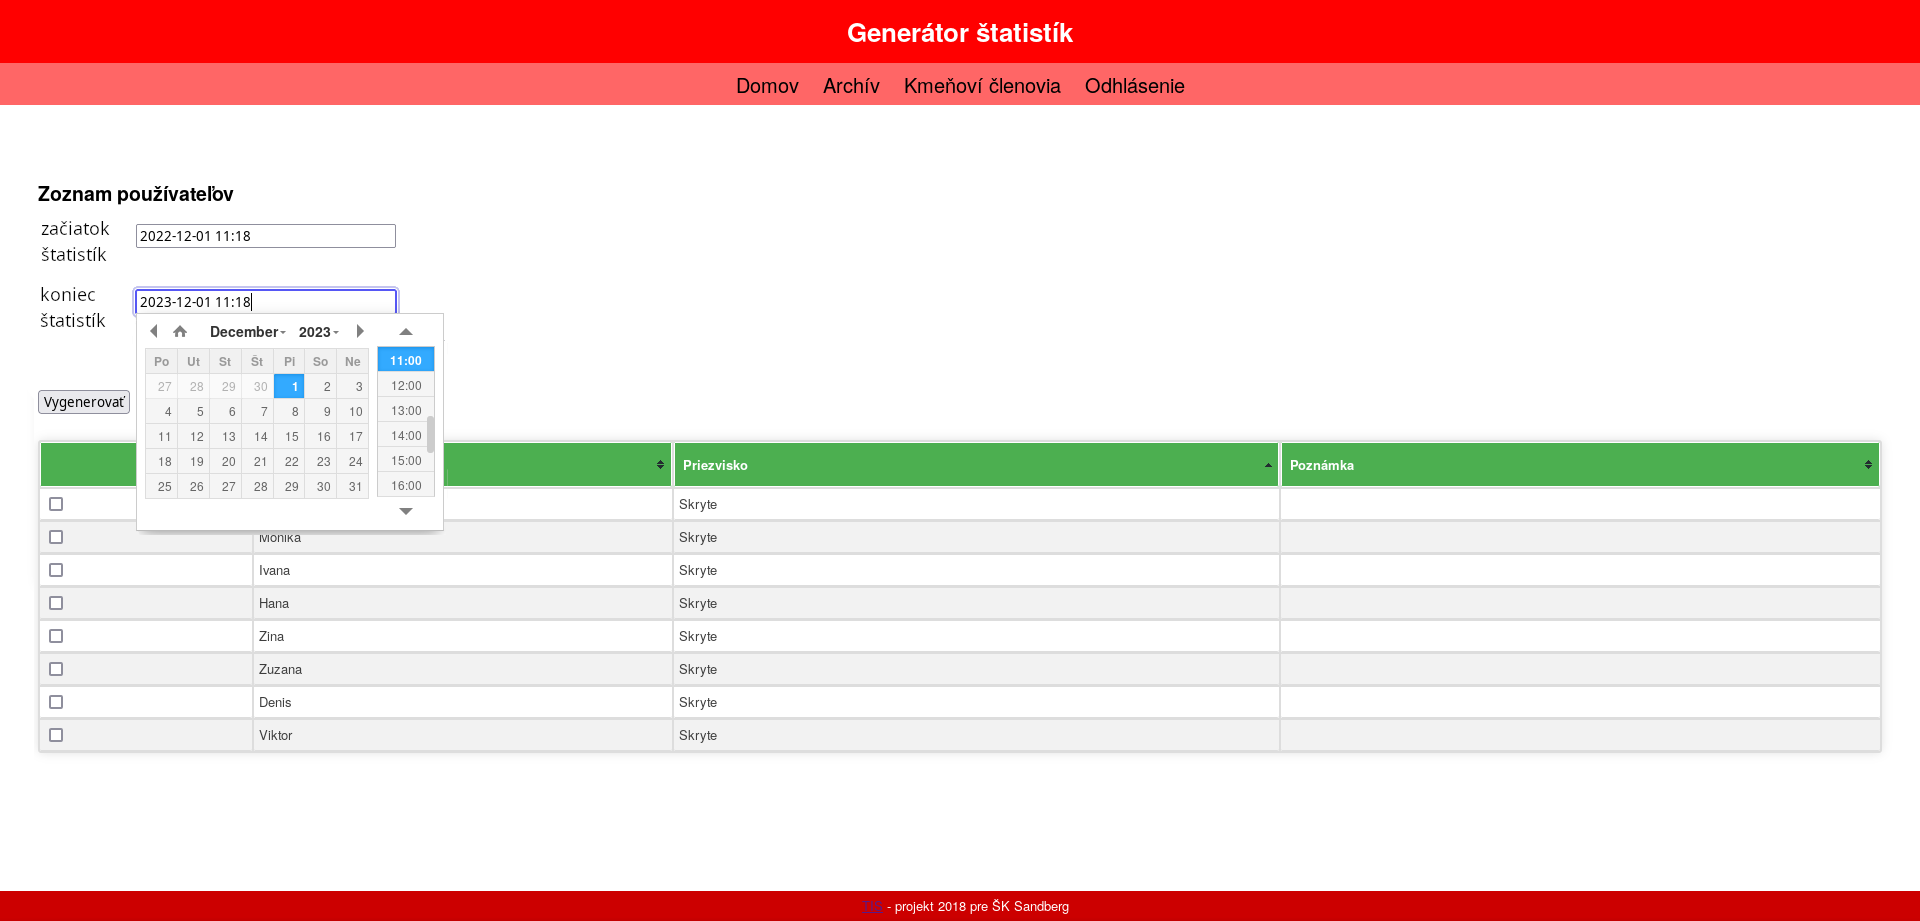 Generátor štatistík
Domov Archív Kmeňoví členovia Odhlásenie
Zoznam používateľov
začiatok štatistík
2022-12-01 11:18
koniec štatistík
2023-12-01 11:18
December 2023
Po Ut St Št Pi So Ne
27 28 29 30 1 2 3
4 5 6 7 8 9 10
11 12 13 14 15 16 17
18 19 20 21 22 23 24
25 26 27 28 29 30 31
11:00
12:00
13:00
14:00
15:00
16:00
Vygenerovať
Priezvisko Poznámka
Skryte
Monika Skryte
Ivana Skryte
Hana Skryte
Zina Skryte
Zuzana Skryte
Denis Skryte
Viktor Skryte
- projekt 2018 pre ŠK Sandberg